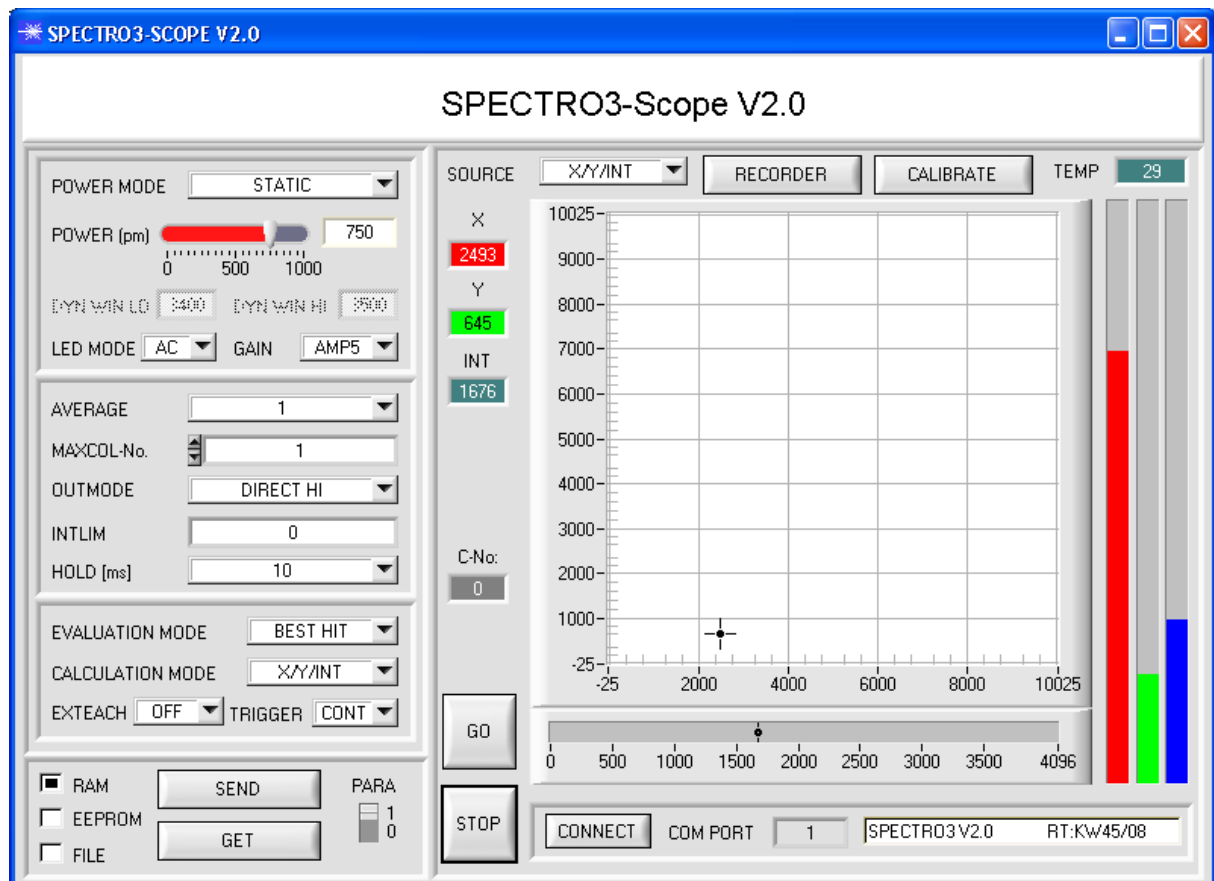 SPECTRO3-SCOPE V2.0
SPECTRO3-Scope V2.0
POWER MODE STATIC
POWER (pm) 750
0 500 1000
DYN WIN LO 3400 DYN WIN HI 3500
LED MODE AC GAIN AMP5
AVERAGE 1
MAXCOL-No. 1
OUTMODE DIRECT HI
INTLIM 0
HOLD [ms] 10
EVALUATION MODE BEST HIT
CALCULATION MODE X/Y/INT
EXTEACH OFF TRIGGER CONT
RAM SEND PARA
EEPROM 1
GET 0
FILE
SOURCE X/Y/INT RECORDER CALIBRATE TEMP 29
X
2493
Y
645
INT
1676
C-No:
0
10025
9000
8000
7000
6000
5000
4000
3000
2000
1000
-25
-25 2000 4000 6000 8000 10025
GO
0 500 1000 1500 2000 2500 3000 3500 4096
STOP
CONNECT COM PORT 1 SPECTRO3 V2.0 RT:KW45/08